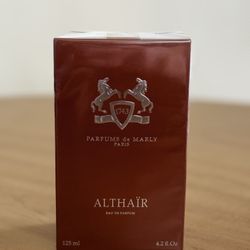 1743
PARFUMS de MARLY
PARIS
ALTHAÏR
EAU DE PARFUM
125 ml 4.2 fl.Oz